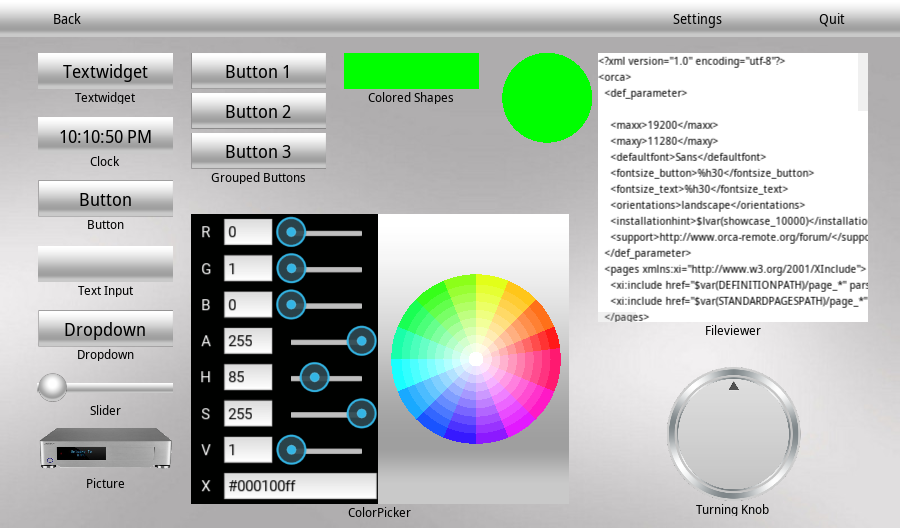 Back
Settings
Quit
Textwidget
Textwidget
10:10:50 PM
Clock
Button
Button
Text Input
Dropdown
Dropdown
Slider
Picture
Button 1
Button 2
Button 3
Grouped Buttons
Colored Shapes
R 0
G 1
B 0
A 255
H 85
S 255
V 1
X #000100ff
ColorPicker
<?xml version="1.0" encoding="utf-8"?>
<orca>
<def_parameter>
<maxx>19200</maxx>
<maxy>11280</maxy>
<defaultfont>Sans</defaultfont>
<fontsize_button>%h30</fontsize_button>
<fontsize_text>%h30</fontsize_text>
<orientations>landscape</orientations>
<installationhint>$lvar(showcase_10000)</installatio
<support>http://www.orca-remote.org/forum/</suppo
</def_parameter>
<pages xmlns:xi="http://www.w3.org/2001/XInclude">
<xi:include href="$var(DEFINITIONPATH)/page_*" pars
<xi:include href="$var(STANDARDPAGESPATH)/page_*"
</pages>
Fileviewer
Turning Knob